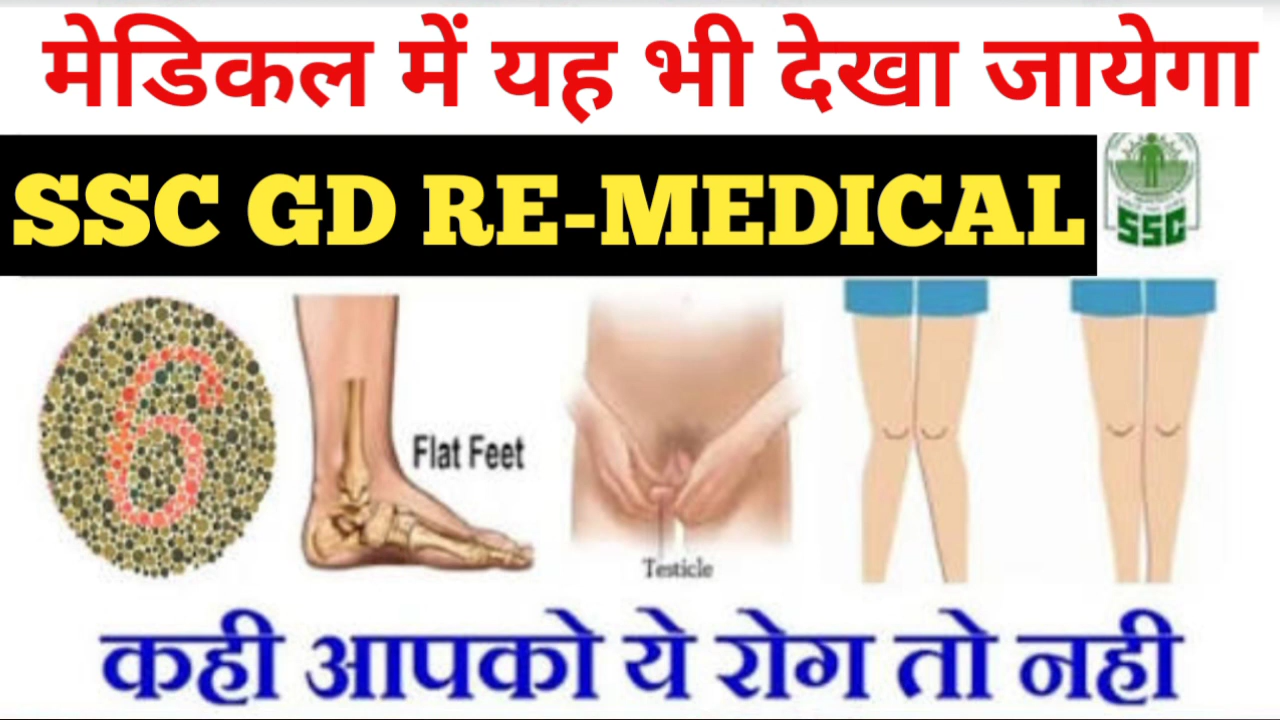 मेडिकल में यह भी देखा जायेगा
SSC GD RE-MEDICAL
SSC
6
Flat Feet
Testicle
कही आपको ये रोग तो नही